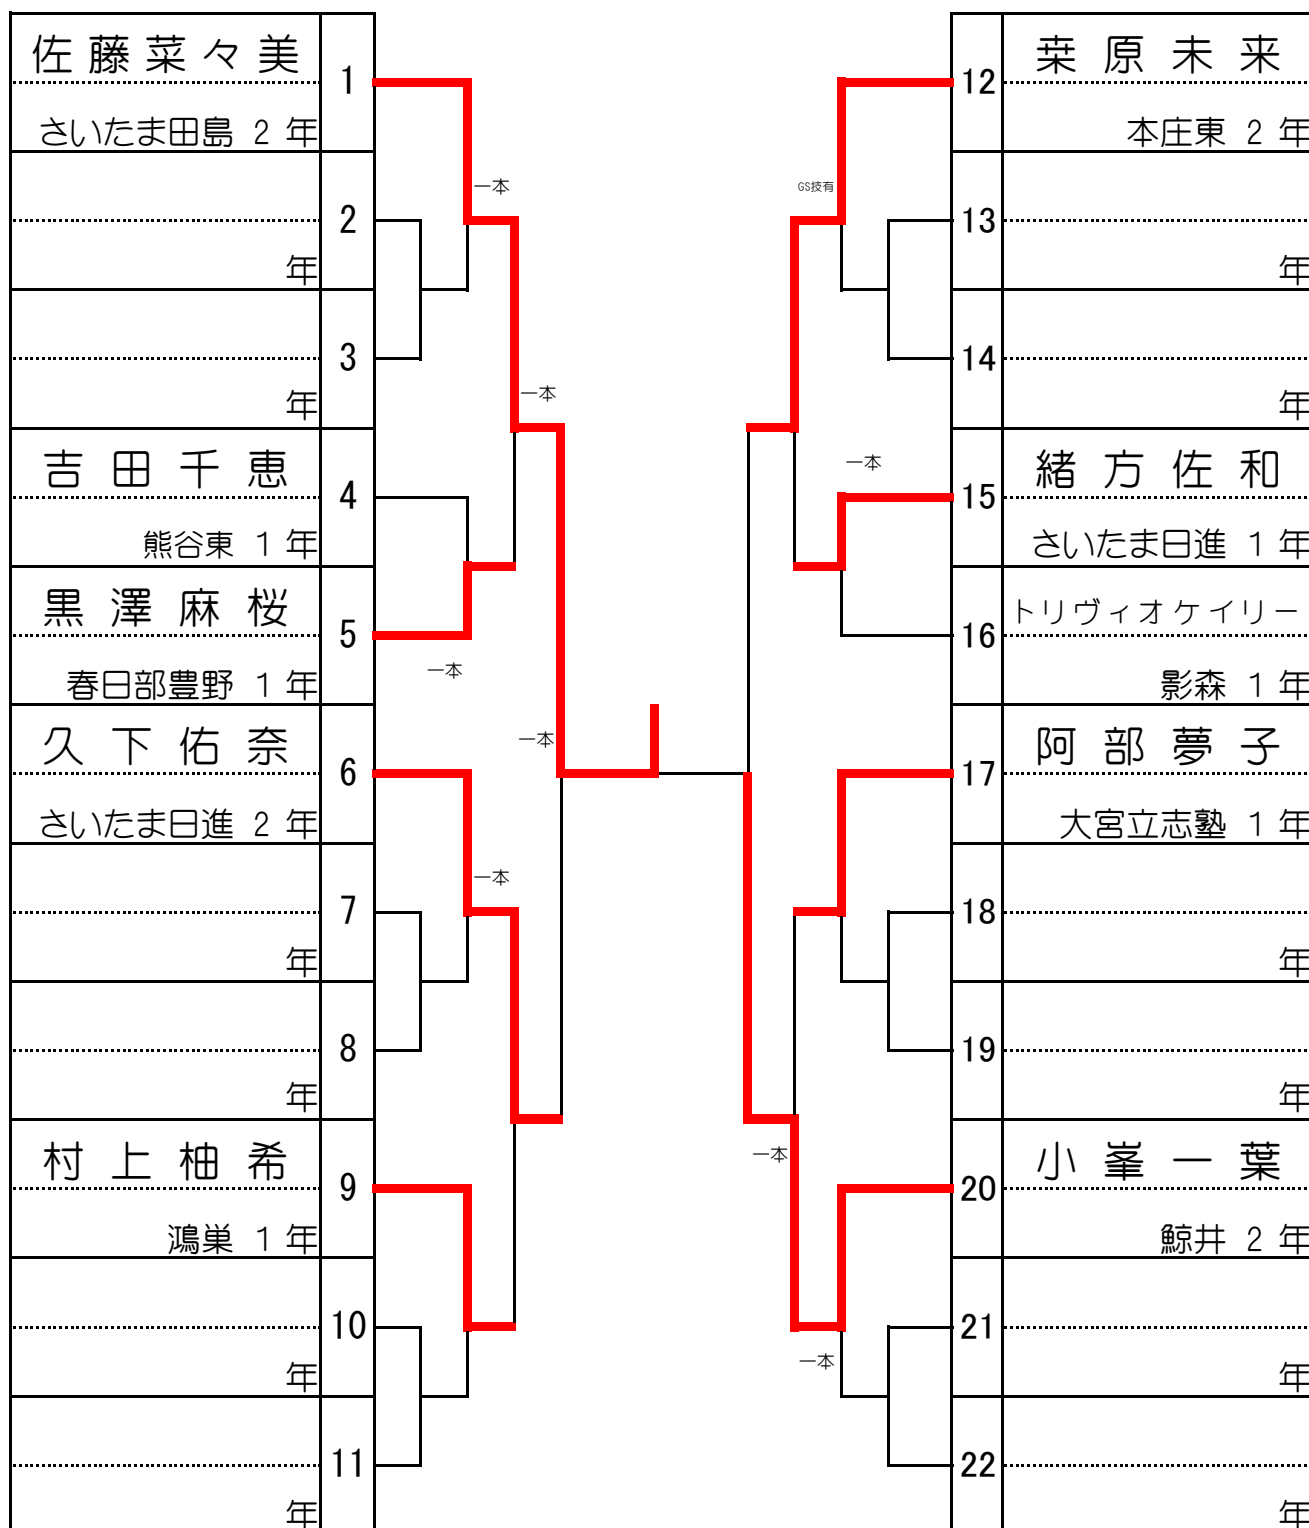 佐藤菜々美
1
さいたま田島 2 年
2
年
3
年
吉田千恵
4
熊谷東 1 年
黒澤麻桜
5
春日部豊野 1 年
久下佑奈
6
さいたま日進 2 年
7
年
8
年
村上柚希
9
鴻巣 1 年
10
年
11
年
一本
一本
一本
一本
一本
GS技有
一本
一本
一本
12
桒原未来
本庄東 2 年
13
年
14
年
緒方佐和
15
さいたま日進 1 年
トリヴィオケイリー
16
影森 1 年
阿部夢子
17
大宮立志塾 1 年
18
年
19
年
小峯一葉
20
鯨井 2 年
21
年
22
年